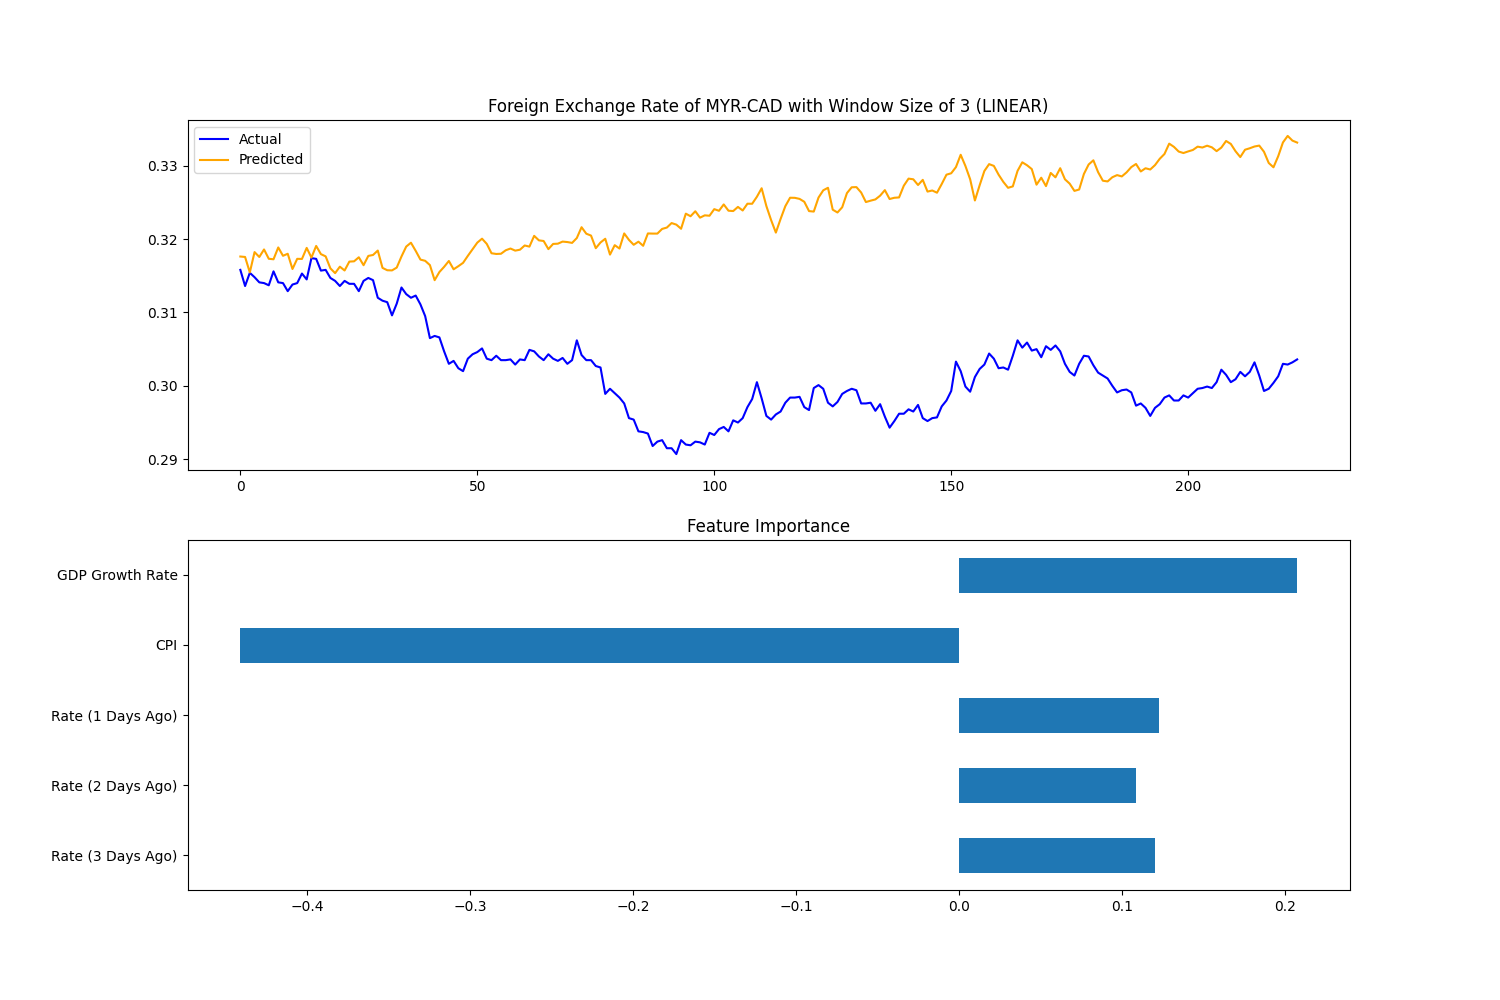 Foreign Exchange Rate of MYR-CAD with Window Size of 3 (LINEAR)
Actual
Predicted
0.33
0.32
0.31
0.30
0.29
0
50
100
150
200
Feature Importance
GDP Growth Rate
CPI
Rate (1 Days Ago)
Rate (2 Days Ago)
Rate (3 Days Ago)
−0.4
−0.3
−0.2
−0.1
0.0
0.1
0.2